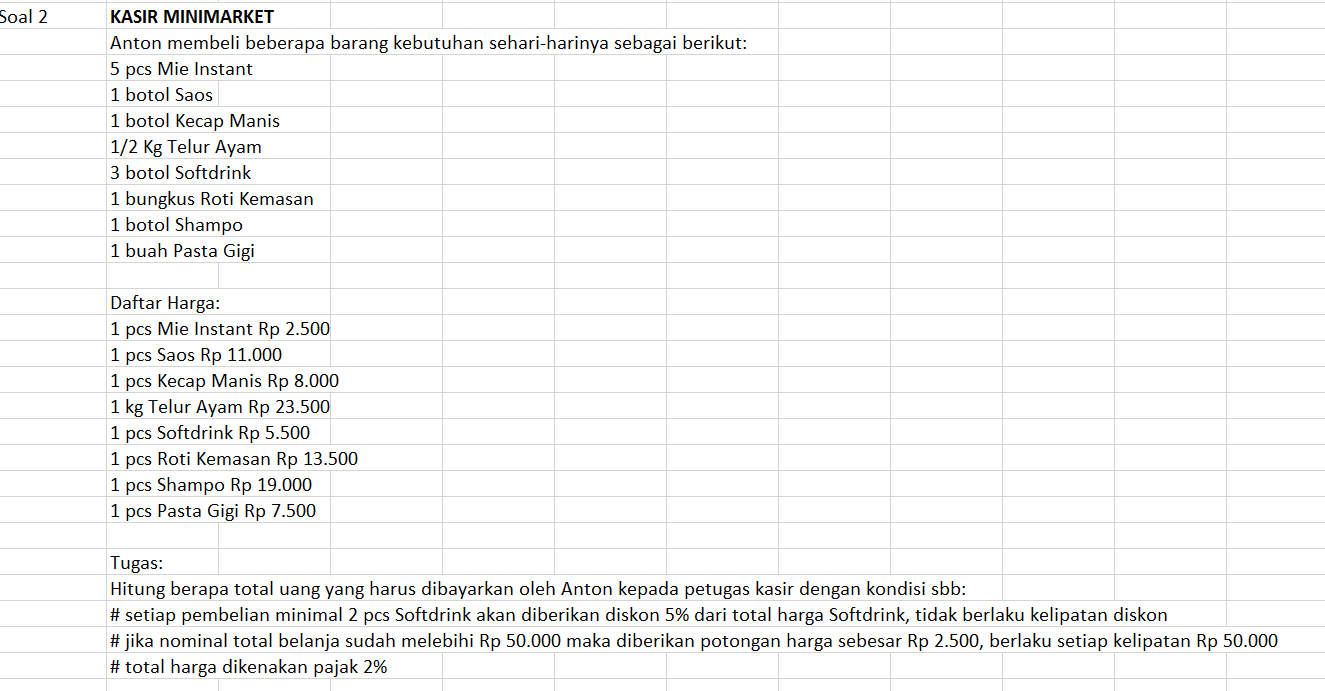 Soal 2 KASIR MINIMARKET
Anton membeli beberapa barang kebutuhan sehari-harinya sebagai berikut:
5 pcs Mie Instant
1 botol Saos
1 botol Kecap Manis
1/2 Kg Telur Ayam
3 botol Softdrink
1 bungkus Roti Kemasan
1 botol Shampo
1 buah Pasta Gigi
Daftar Harga:
1 pcs Mie Instant Rp 2.500
1 pcs Saos Rp 11.000
1 pcs Kecap Manis Rp 8.000
1 kg Telur Ayam Rp 23.500
1 pcs Softdrink Rp 5.500
1 pcs Roti Kemasan Rp 13.500
1 pcs Shampo Rp 19.000
1 pcs Pasta Gigi Rp 7.500
Tugas:
Hitung berapa total uang yang harus dibayarkan oleh Anton kepada petugas kasir dengan kondisi sbb:
# setiap pembelian minimal 2 pcs Softdrink akan diberikan diskon 5% dari total harga Softdrink, tidak berlaku kelipatan diskon
# jika nominal total belanja sudah melebihi Rp 50.000 maka diberikan potongan harga sebesar Rp 2.500, berlaku setiap kelipatan Rp 50.000
# total harga dikenakan pajak 2%